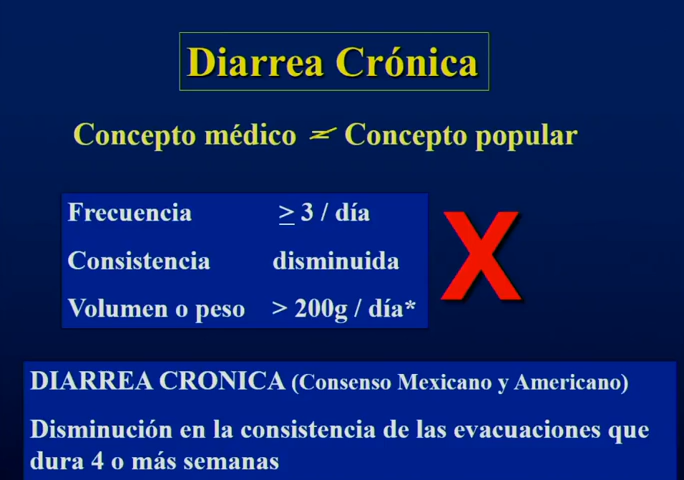 Diarrea Crónica
Concepto médico ≠ Concepto popular
Frecuencia ≥ 3 / día
Consistencia disminuida
Volumen o peso > 200g / día*
X
DIARREA CRONICA (Consenso Mexicano y Americano)
Disminución en la consistencia de las evacuaciones que
dura 4 o más semanas